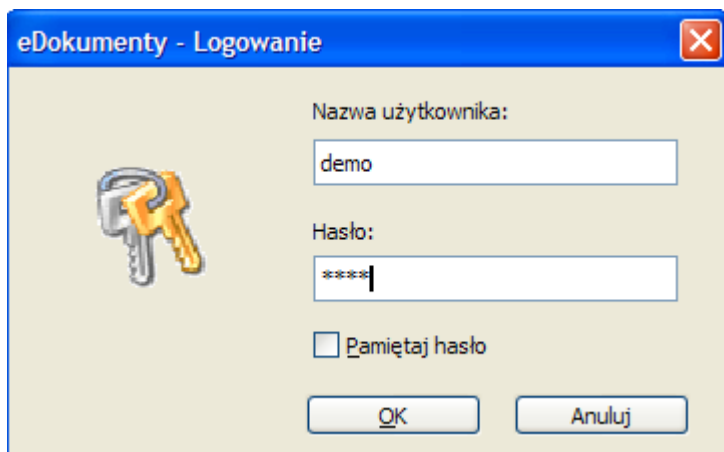 eDokumenty - Logowanie
Nazwa użytkownika:
demo
Hasło:
****
Pamiętaj hasło
OK
Anuluj